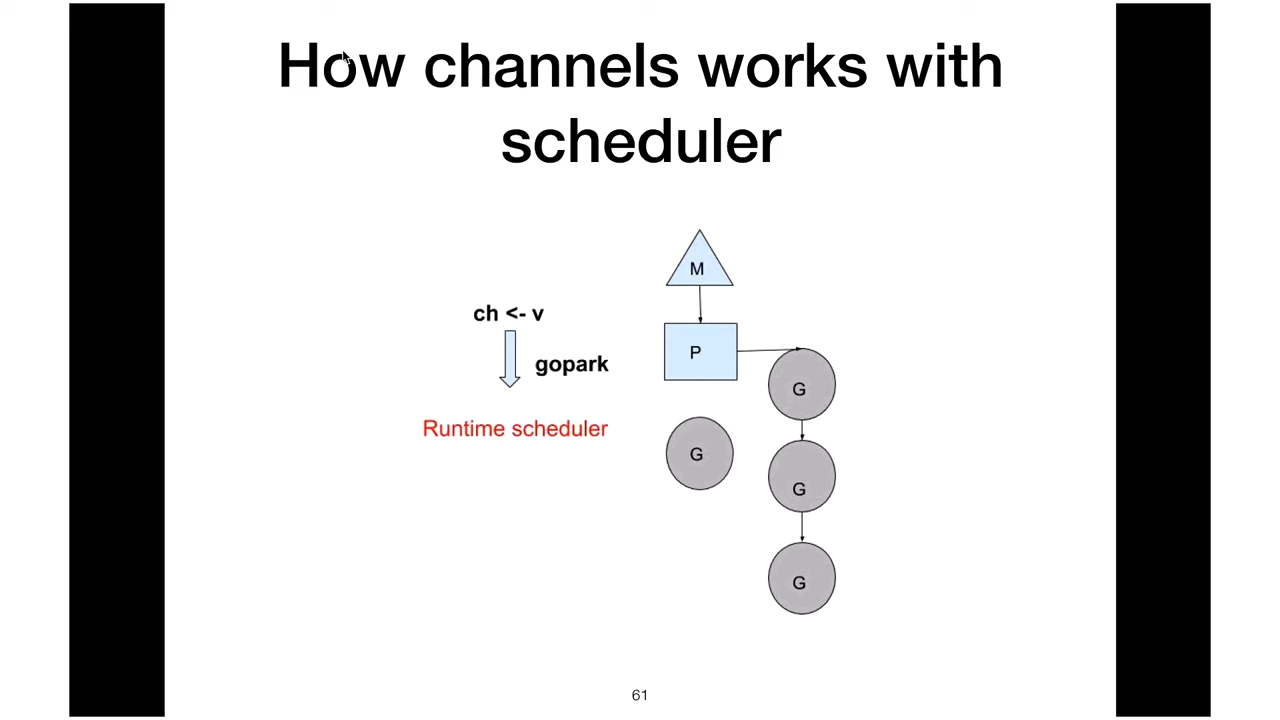 How channels works with
scheduler
M
ch <- v
P
gopark
G
Runtime scheduler
G
G
G
61